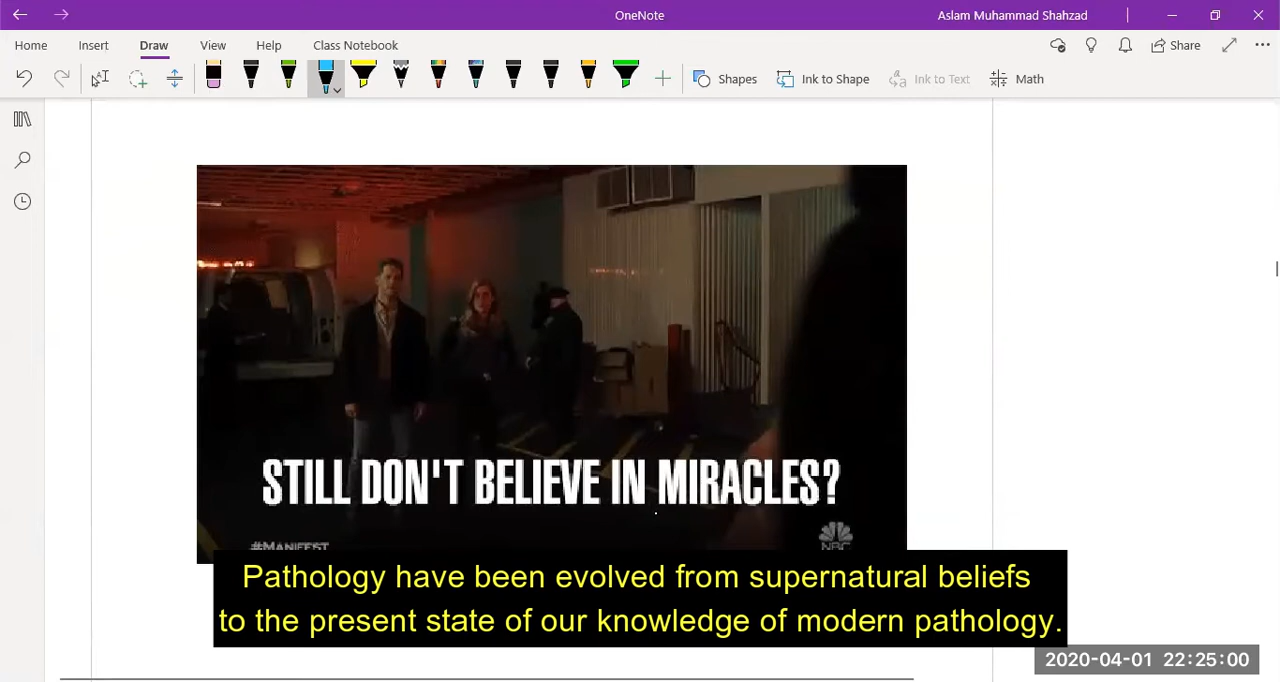 OneNote
Aslam Muhammad Shahzad
Home Insert Draw View Help Class Notebook
Share
Shapes Ink to Shape Ink to Text Math
STILL DON'T BELIEVE IN MIRACLES?
#MANIFEST
NBC
Pathology have been evolved from supernatural beliefs
to the present state of our knowledge of modern pathology.
2020-04-01 22:25:00